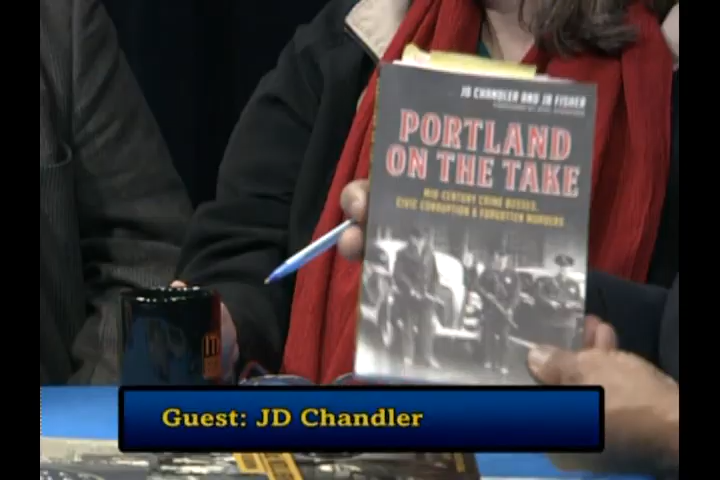 JD CHANDLER AND JB FISHER
PORTLAND
ON THE TAKE
MID-CENTURY CRIME BOSSES,
CIVIC CORRUPTION & FORGOTTEN MURDERS
Guest: JD Chandler